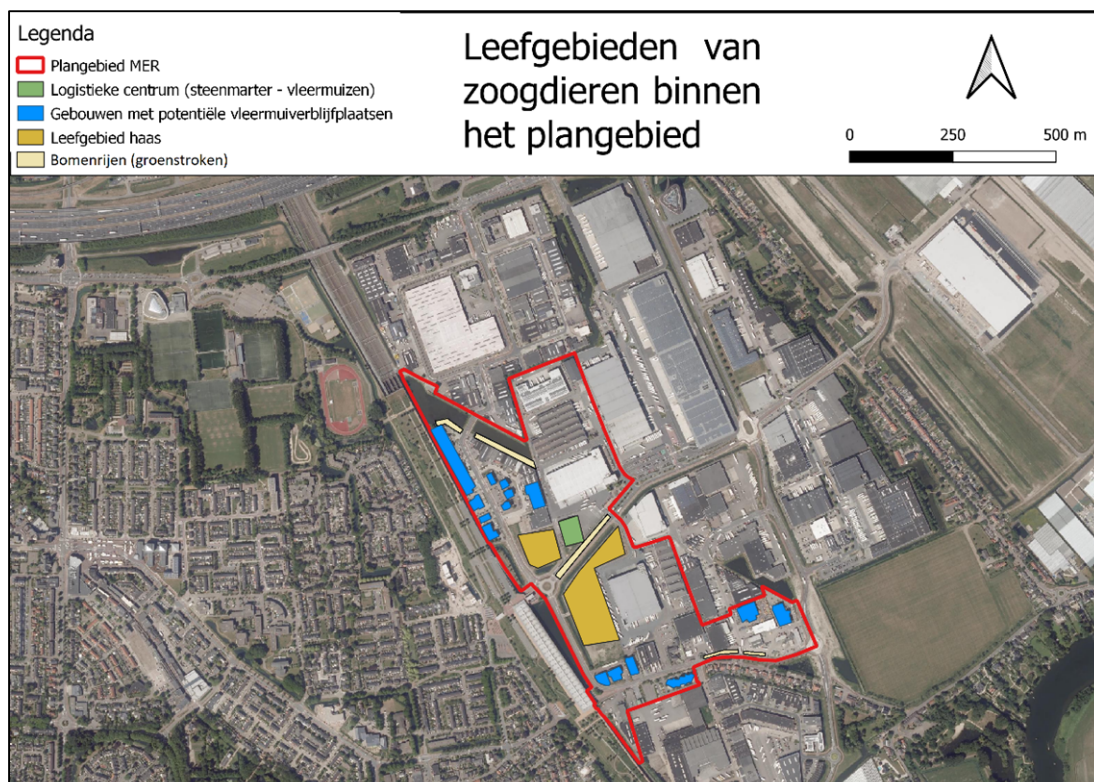 Legenda
Plangebied MER
Logistieke centrum (steenmarter - vleermuizen)
Gebouwen met potentiële vleermuiverblijfplaatsen
Leefgebied haas
Bomenrijen (groenstroken)
Leefgebieden van
zoogdieren binnen
het plangebied
0 250 500 m